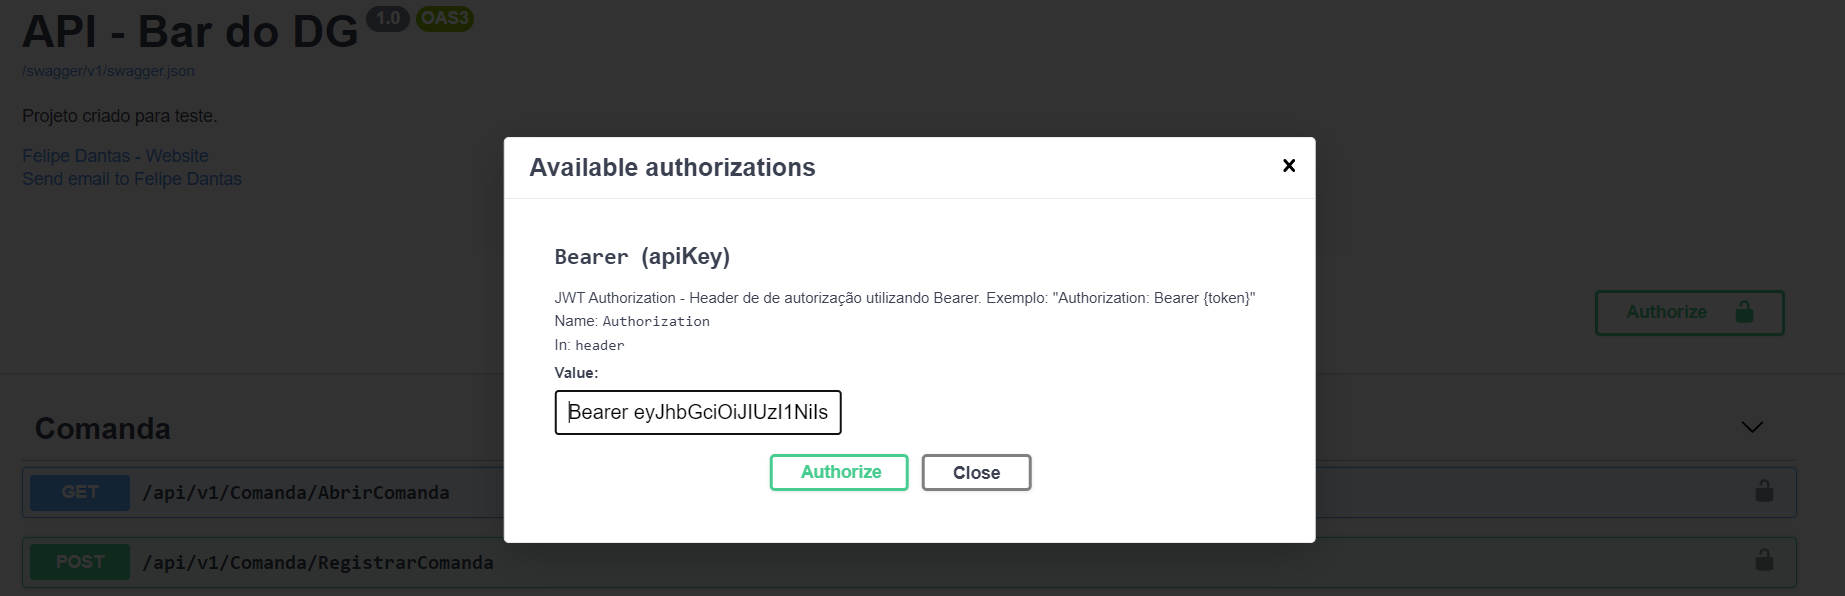 API - Bar do DG 1.0 OAS3
/swagger/v1/swagger.json
Projeto criado para teste.
Felipe Dantas - Website
Send email to Felipe Dantas
Available authorizations
Bearer (apiKey)
JWT Authorization - Header de de autorização utilizando Bearer. Exemplo: "Authorization: Bearer {token}"
Name: Authorization
In: header
Value:
Bearer eyJhbGciOiJIUzI1NiIs
Authorize Close
Authorize
Comanda
GET /api/v1/Comanda/AbrirComanda
POST /api/v1/Comanda/RegistrarComanda